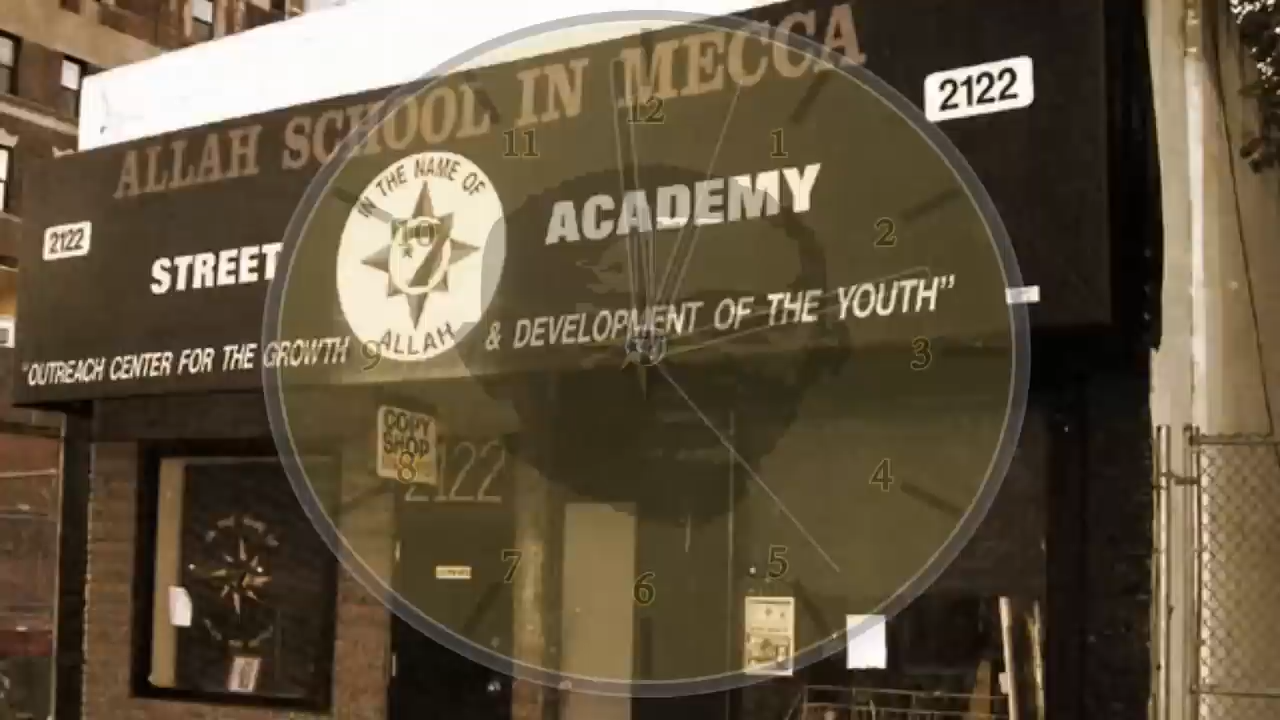 ALLAH SCHOOL IN MECCA
2122
2122
STREET
IN THE NAME OF
ALLAH
ACADEMY
"OUTREACH CENTER FOR THE GROWTH & DEVELOPMENT OF THE YOUTH"
COPY
SHOP
2122
12
1
2
3
4
5
6
7
8
9
10
11